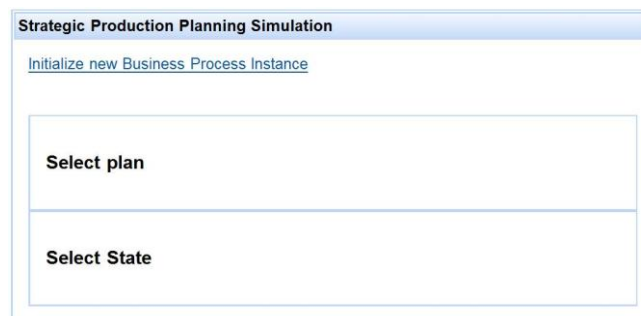 Strategic Production Planning Simulation
Initialize new Business Process Instance
Select plan
Select State